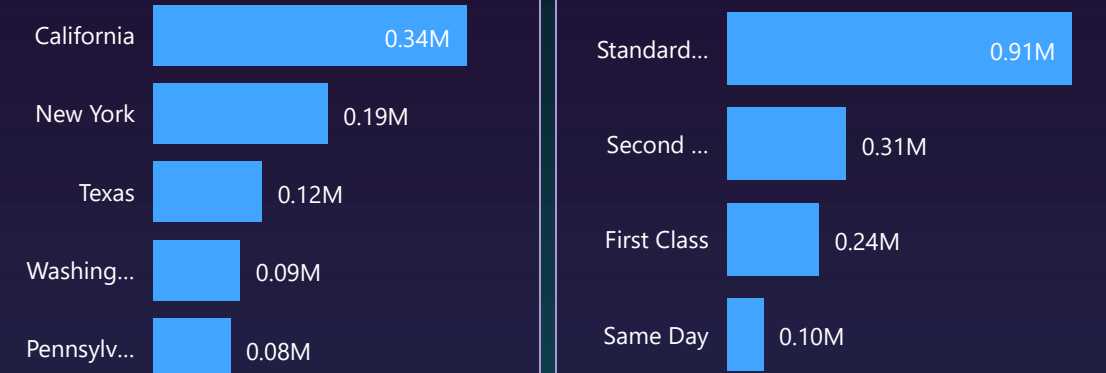 California
0.34M
New York
0.19M
Texas
0.12M
Washing...
0.09M
Pennsylv...
0.08M
Standard...
0.91M
Second ...
0.31M
First Class
0.24M
Same Day
0.10M